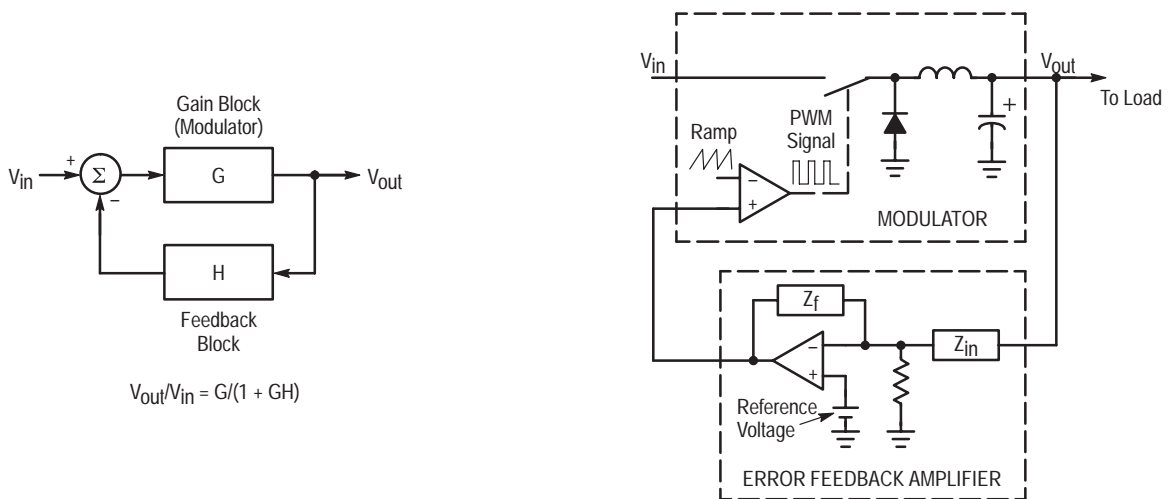 Gain Block
(Modulator)
Vin
+
Σ
−
G
Vout
H
Feedback
Block
Vout/Vin = G/(1 + GH)
Vin
Vout
To Load
+
PWM
Signal
Ramp
−
+
MODULATOR
Zf
Zin
−
+
Reference
Voltage
ERROR FEEDBACK AMPLIFIER